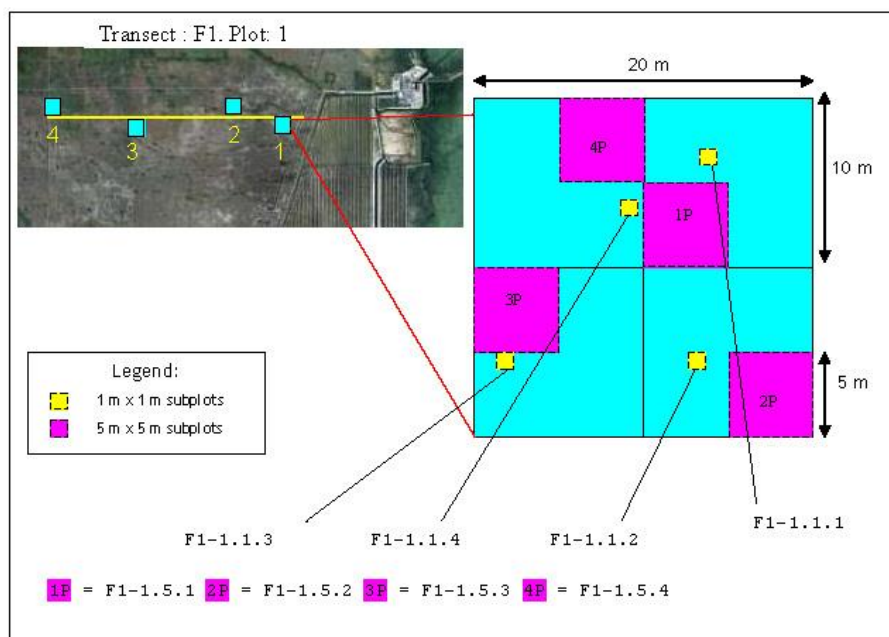 Transect : F1. Plot: 1
20 m
4
3
2
1
4P
10 m
1P
3P
Legend:
1 m x 1 m subplots
5 m x 5 m subplots
5 m
2P
F1-1.1.3
F1-1.1.4
F1-1.1.2
F1-1.1.1
1P = F1-1.5.1 2P = F1-1.5.2 3P = F1-1.5.3 4P = F1-1.5.4